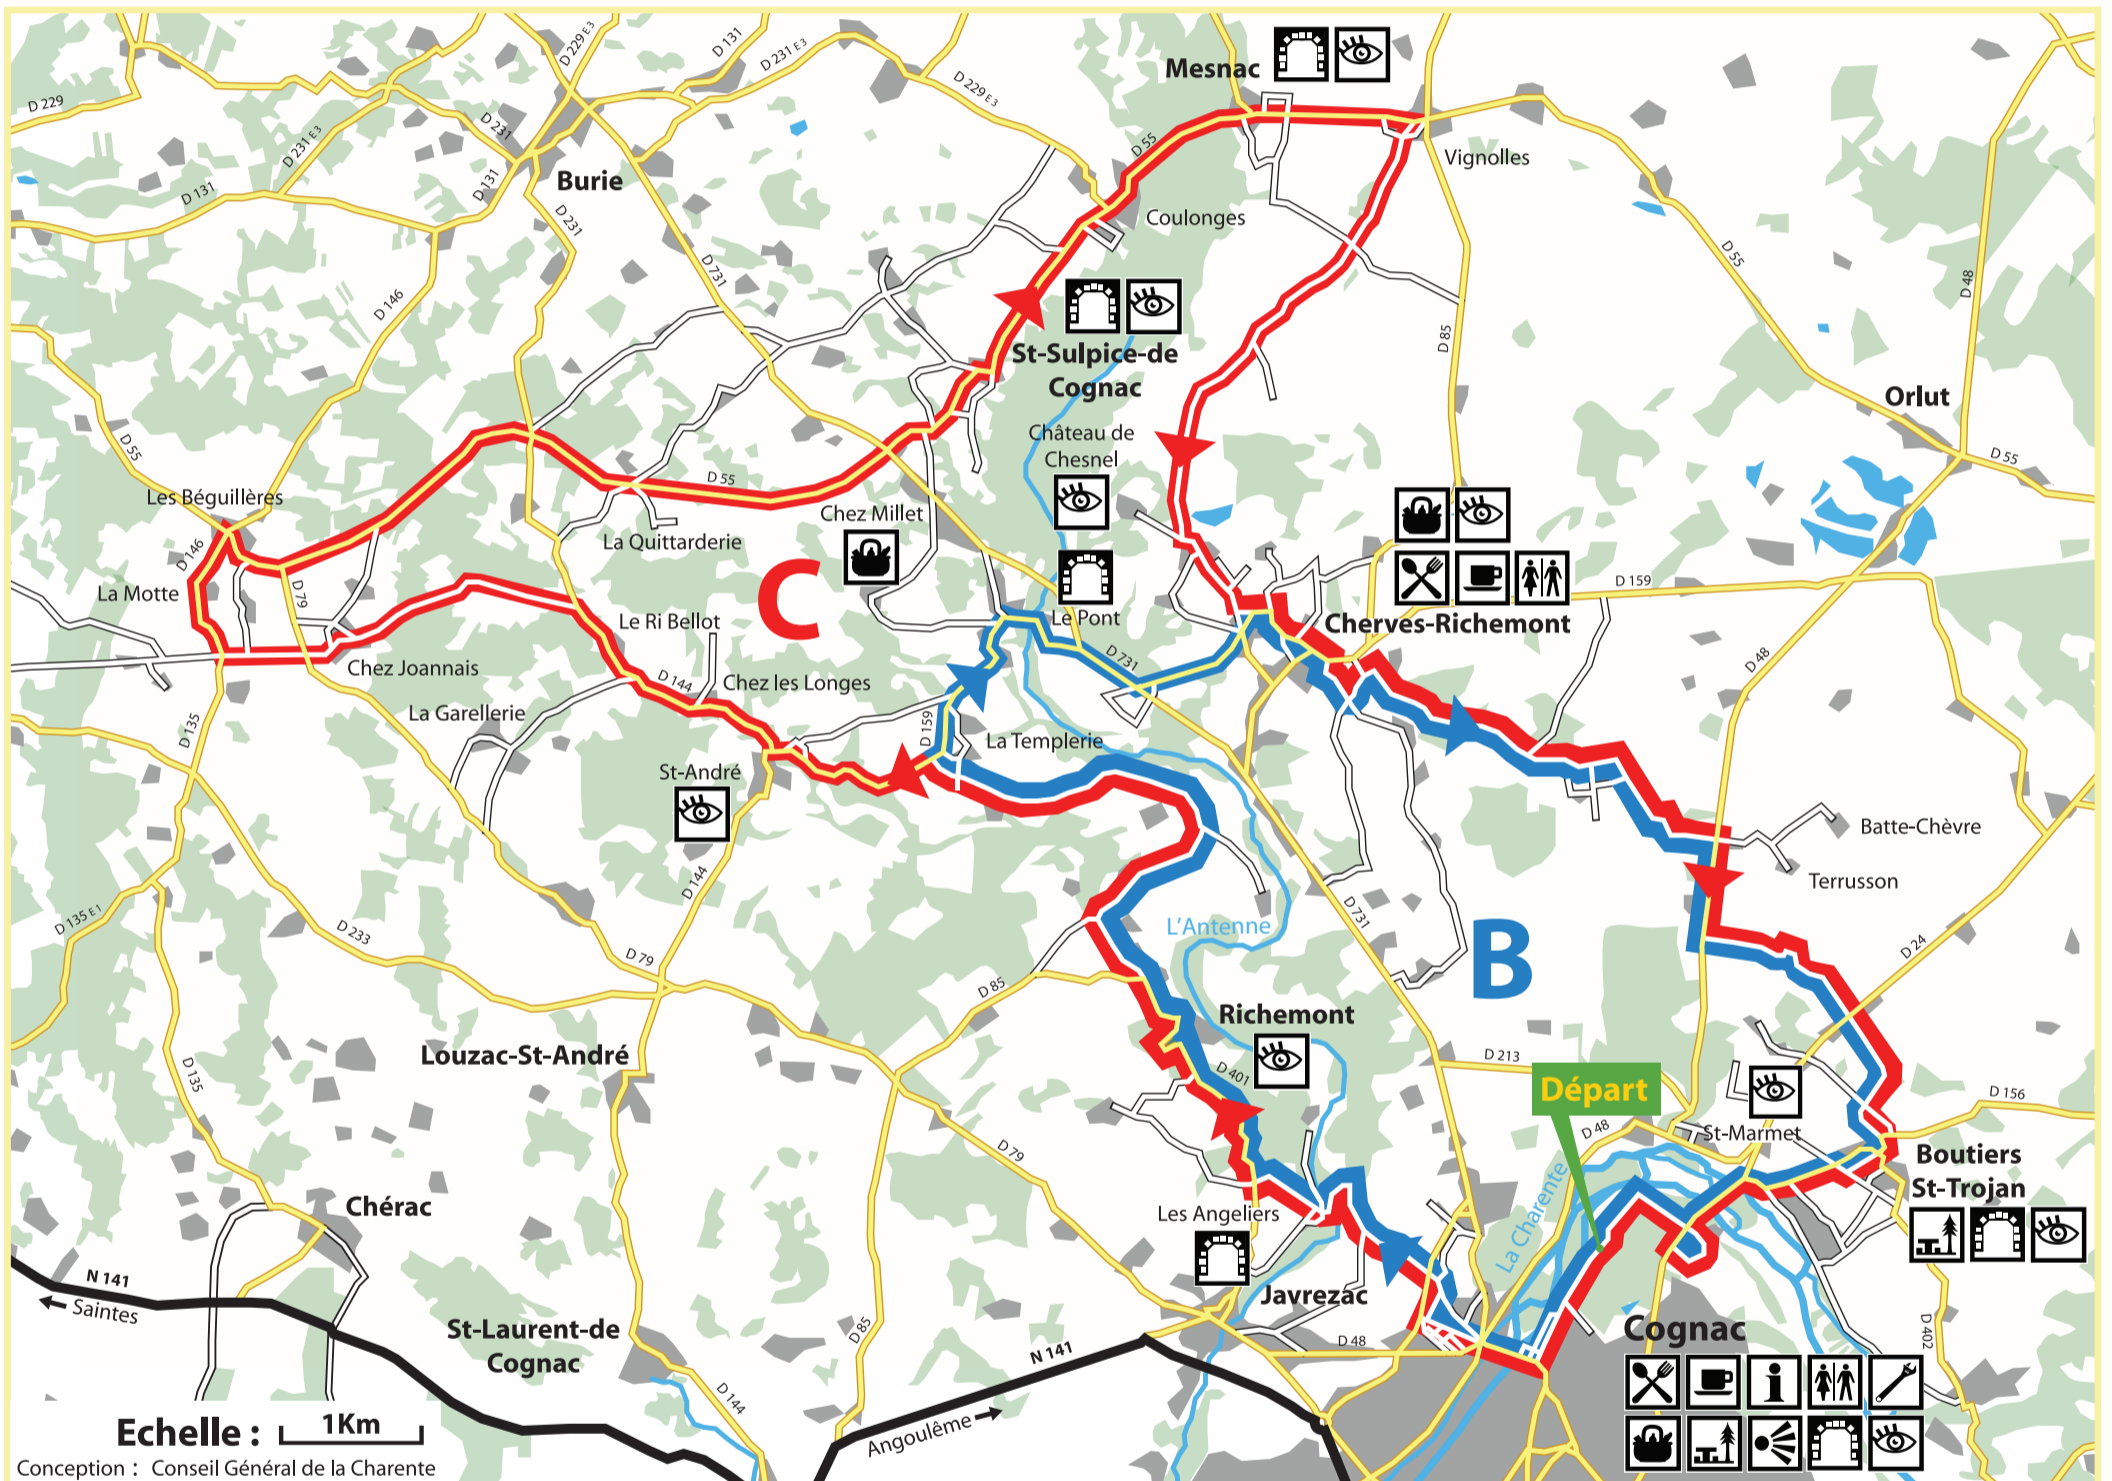 Mesnac
D 229 E3
D 131
D 231 E3
D 229 E3
D 229
D 231
D 231 E3
D 55
Vignolles
Burie
D 131
D 131
D 231
Coulonges
D 55
D 48
D 731
D 146
St-Sulpice-de
Cognac
D 85
Orlut
Château de
Chesnel
D 55
D 55
D 55
Les Béguillères
Chez Millet
La Quittarderie
D 146
C
D 159
La Motte
D 79
Le Ri Bellot
Le Pont
Cherves-Richemont
D 731
D 48
Chez Joannais
D 144
Chez les Longes
La Garellerie
D 135
D 159
La Templerie
St-André
Batte-Chèvre
Terrusson
D 144
D 135 E1
D 233
D 731
L'Antenne
B
D 24
D 79
D 85
Richemont
Louzac-St-André
D 213
D 135
D 401
Départ
D 156
D 48
St-Marmet
D 79
Boutiers
St-Trojan
La Charente
Chérac
Les Angeliers
N 141
Saintes
Javrezac
St-Laurent-de
Cognac
D 85
N 141
D 48
Cognac
D 402
D 144
Angoulême
Echelle : 1Km
Conception : Conseil Général de la Charente